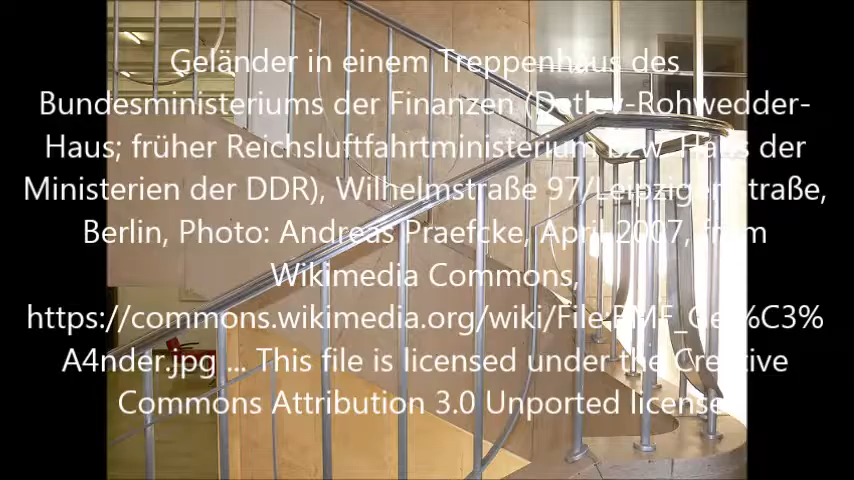 Geländer in einem Treppenhaus des
Bundesministeriums der Finanzen (Detlev-Rohwedder-
Haus; früher Reichsluftfahrtministerium bzw. Haus der
Ministerien der DDR), Wilhelmstraße 97/Leipziger Straße,
Berlin, Photo: Andreas Praefcke, April 2007, from
Wikimedia Commons,
https://commons.wikimedia.org/wiki/File:BMF_Gel%C3%
A4nder.jpg ... This file is licensed under the Creative
Commons Attribution 3.0 Unported license